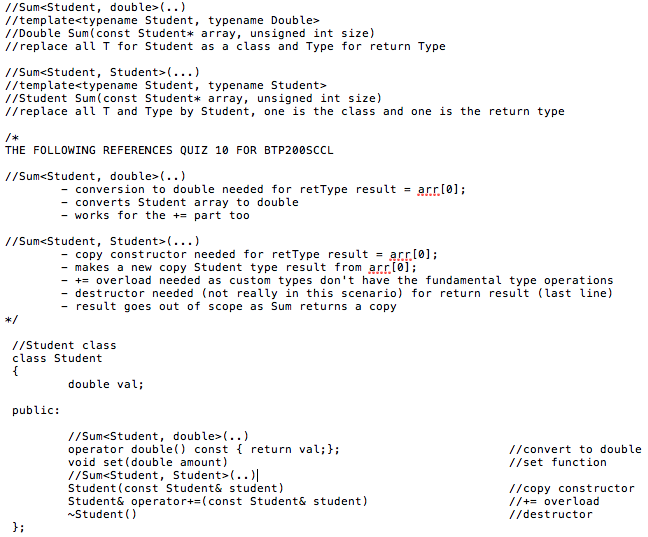 //Sum<Student, double>(..)
//template<typename Student, typename Double>
//Double Sum(const Student* array, unsigned int size)
//replace all T for Student as a class and Type for return Type
//Sum<Student, Student>(...)
//template<typename Student, typename Student>
//Student Sum(const Student* array, unsigned int size)
//replace all T and Type by Student, one is the class and one is the return type
/*
THE FOLLOWING REFERENCES QUIZ 10 FOR BTP200SCCL
//Sum<Student, double>(..)
- conversion to double needed for retType result = arr[0];
- converts Student array to double
- works for the += part too
//Sum<Student, Student>(...)
- copy constructor needed for retType result = arr[0];
- makes a new copy Student type result from arr[0];
- += overload needed as custom types don't have the fundamental type operations
- destructor needed (not really in this scenario) for return result (last line)
- result goes out of scope as Sum returns a copy
*/
//Student class
class Student
{
double val;
public:
//Sum<Student, double>(..)
operator double() const { return val;}; //convert to double
void set(double amount) //set function
//Sum<Student, Student>(..)
Student(const Student& student) //copy constructor
Student& operator+=(const Student& student) //+= overload
~Student() //destructor
};